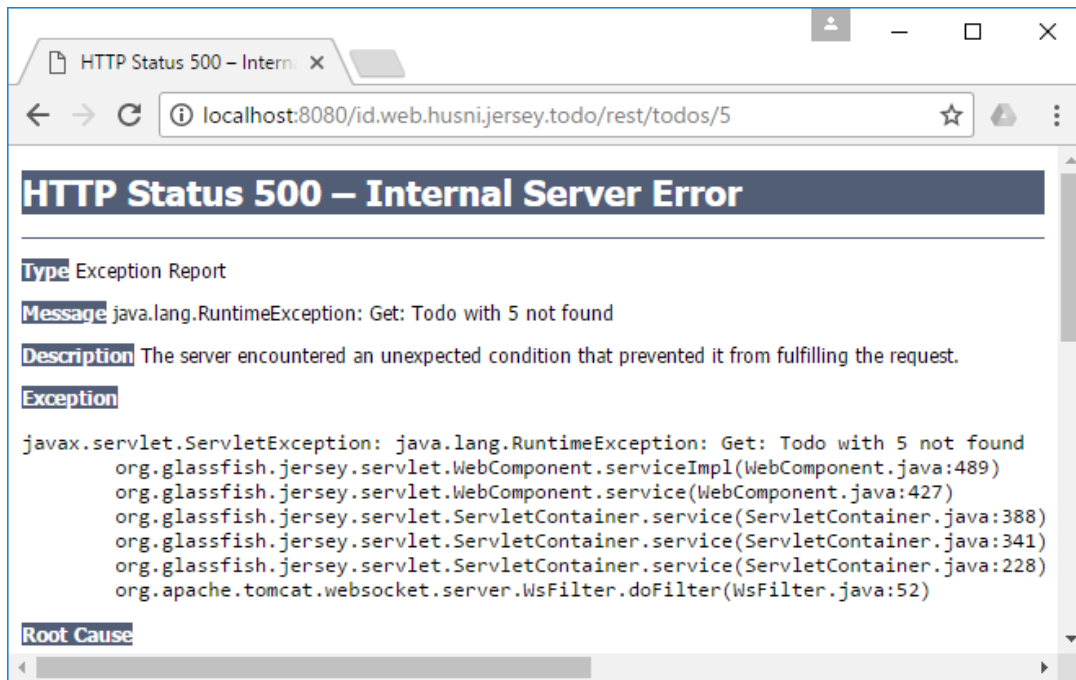 HTTP Status 500 – Intern
localhost:8080/id.web.husni.jersey.todo/rest/todos/5
HTTP Status 500 – Internal Server Error
Type Exception Report
Message java.lang.RuntimeException: Get: Todo with 5 not found
Description The server encountered an unexpected condition that prevented it from fulfilling the request.
Exception
javax.servlet.ServletException: java.lang.RuntimeException: Get: Todo with 5 not found
org.glassfish.jersey.servlet.WebComponent.serviceImpl(WebComponent.java:489)
org.glassfish.jersey.servlet.WebComponent.service(WebComponent.java:427)
org.glassfish.jersey.servlet.ServletContainer.service(ServletContainer.java:388)
org.glassfish.jersey.servlet.ServletContainer.service(ServletContainer.java:341)
org.glassfish.jersey.servlet.ServletContainer.service(ServletContainer.java:228)
org.apache.tomcat.websocket.server.WsFilter.doFilter(WsFilter.java:52)
Root Cause